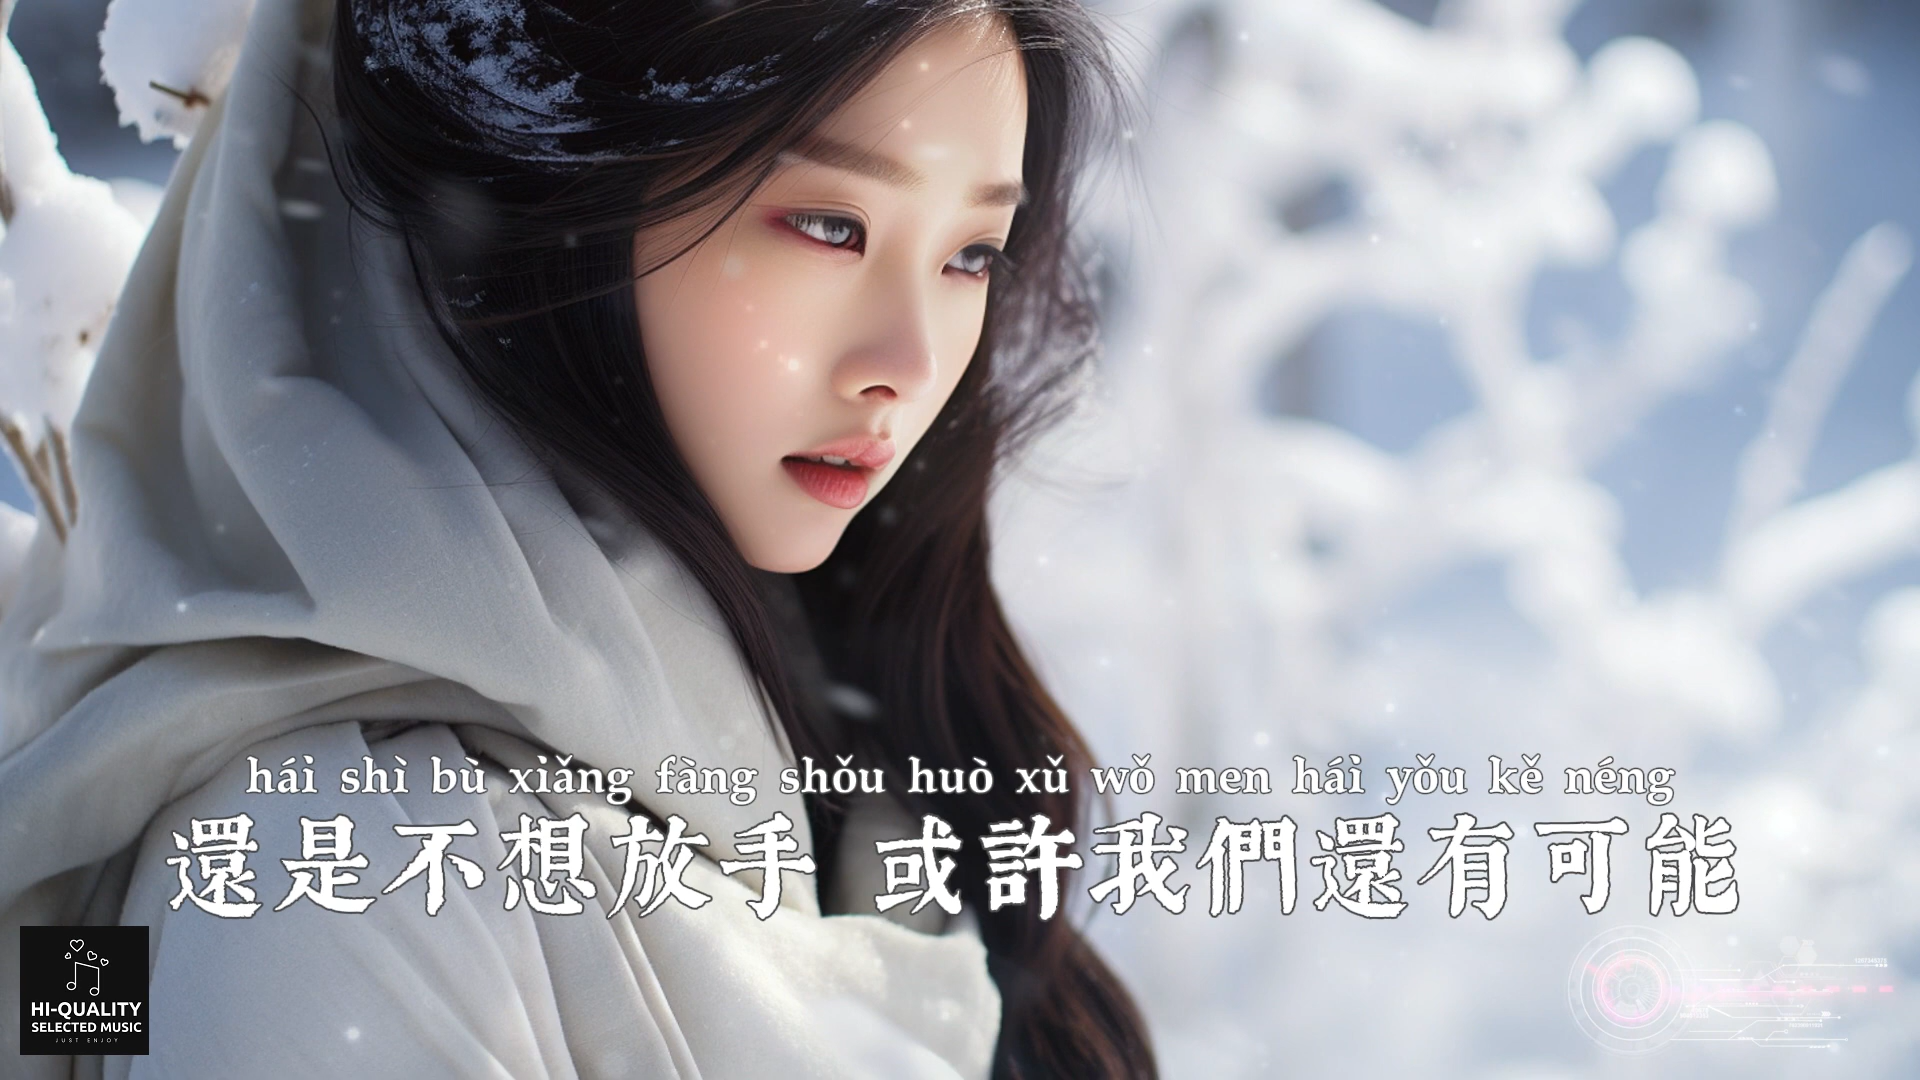 hái shì bù xiǎng fàng shǒu huò xǔ wǒ men hái yǒu kě néng
還是不想放手 或許我們還有可能
HI-QUALITY
SELECTED MUSIC
JUST ENJOY